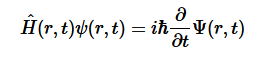 Ĥ(r, t)ψ(r, t) = iℏ ∂/∂t Ψ(r, t)